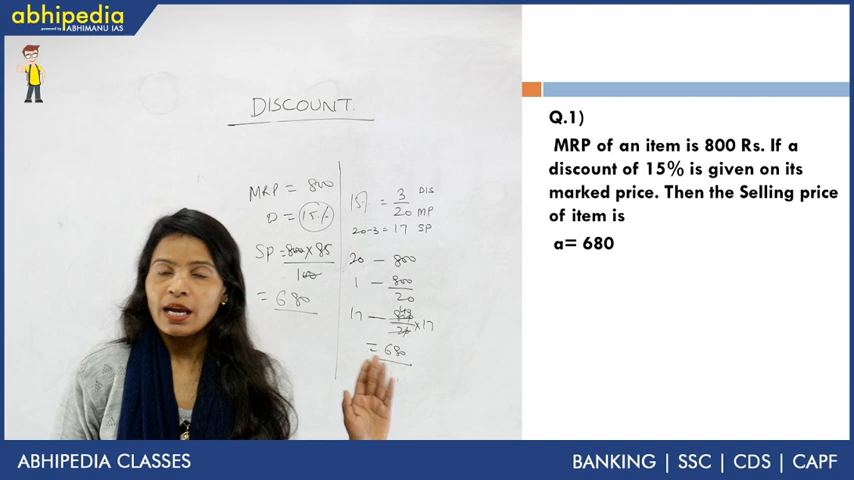 abhipedia
powered by ABHIMANU IAS
DISCOUNT.
MRP = 800
D = 15%
SP = 800 x 85
100
= 680
15% = 3 DIS
20 MP
20-3 = 17 SP
20 — 800
1 — 800
20
17 — x 17
= 680
Q.1)
MRP of an item is 800 Rs. If a
discount of 15% is given on its
marked price. Then the Selling price
of item is
a= 680
ABHIPEDIA CLASSES
BANKING | SSC | CDS | CAPF